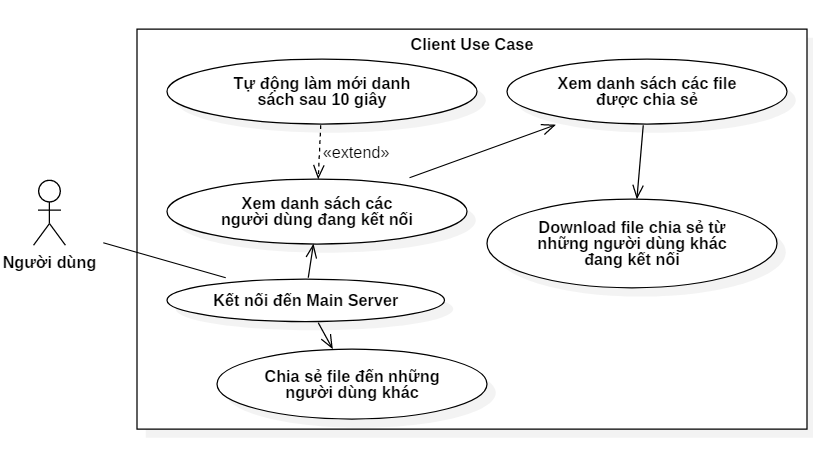 Client Use Case
Tự động làm mới danh
sách sau 10 giây
Xem danh sách các file
được chia sẻ
«extend»
Xem danh sách các
người dùng đang kết nối
Download file chia sẻ từ
những người dùng khác
đang kết nối
Người dùng
Kết nối đến Main Server
Chia sẻ file đến những
người dùng khác